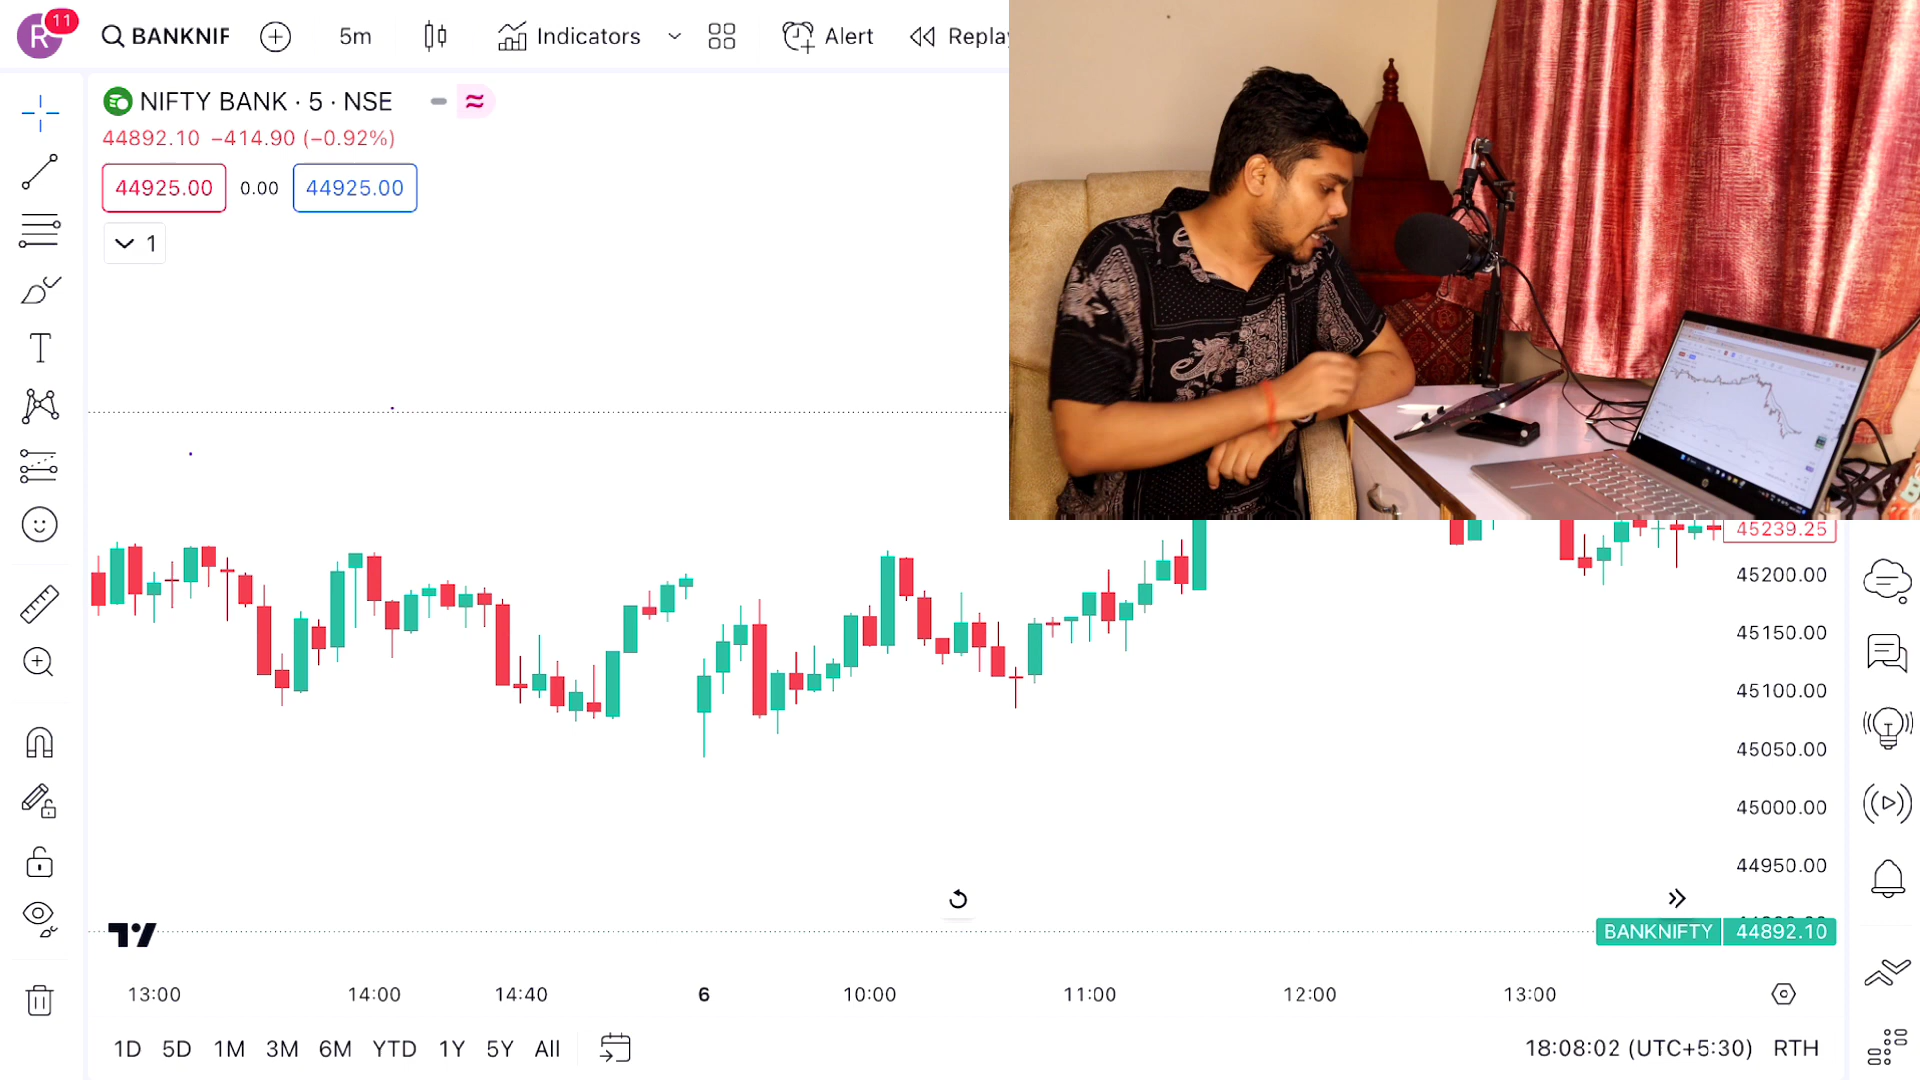 R 11 BANKNIF 5m Indicators Alert Repla
NIFTY BANK · 5 · NSE
44892.10 −414.90 (−0.92%)
44925.00 0.00 44925.00
1
45239.25
45200.00
45150.00
45100.00
45050.00
45000.00
44950.00
BANKNIFTY 44892.10
13:00 14:00 14:40 6 10:00 11:00 12:00 13:00
1D 5D 1M 3M 6M YTD 1Y 5Y All 18:08:02 (UTC+5:30) RTH